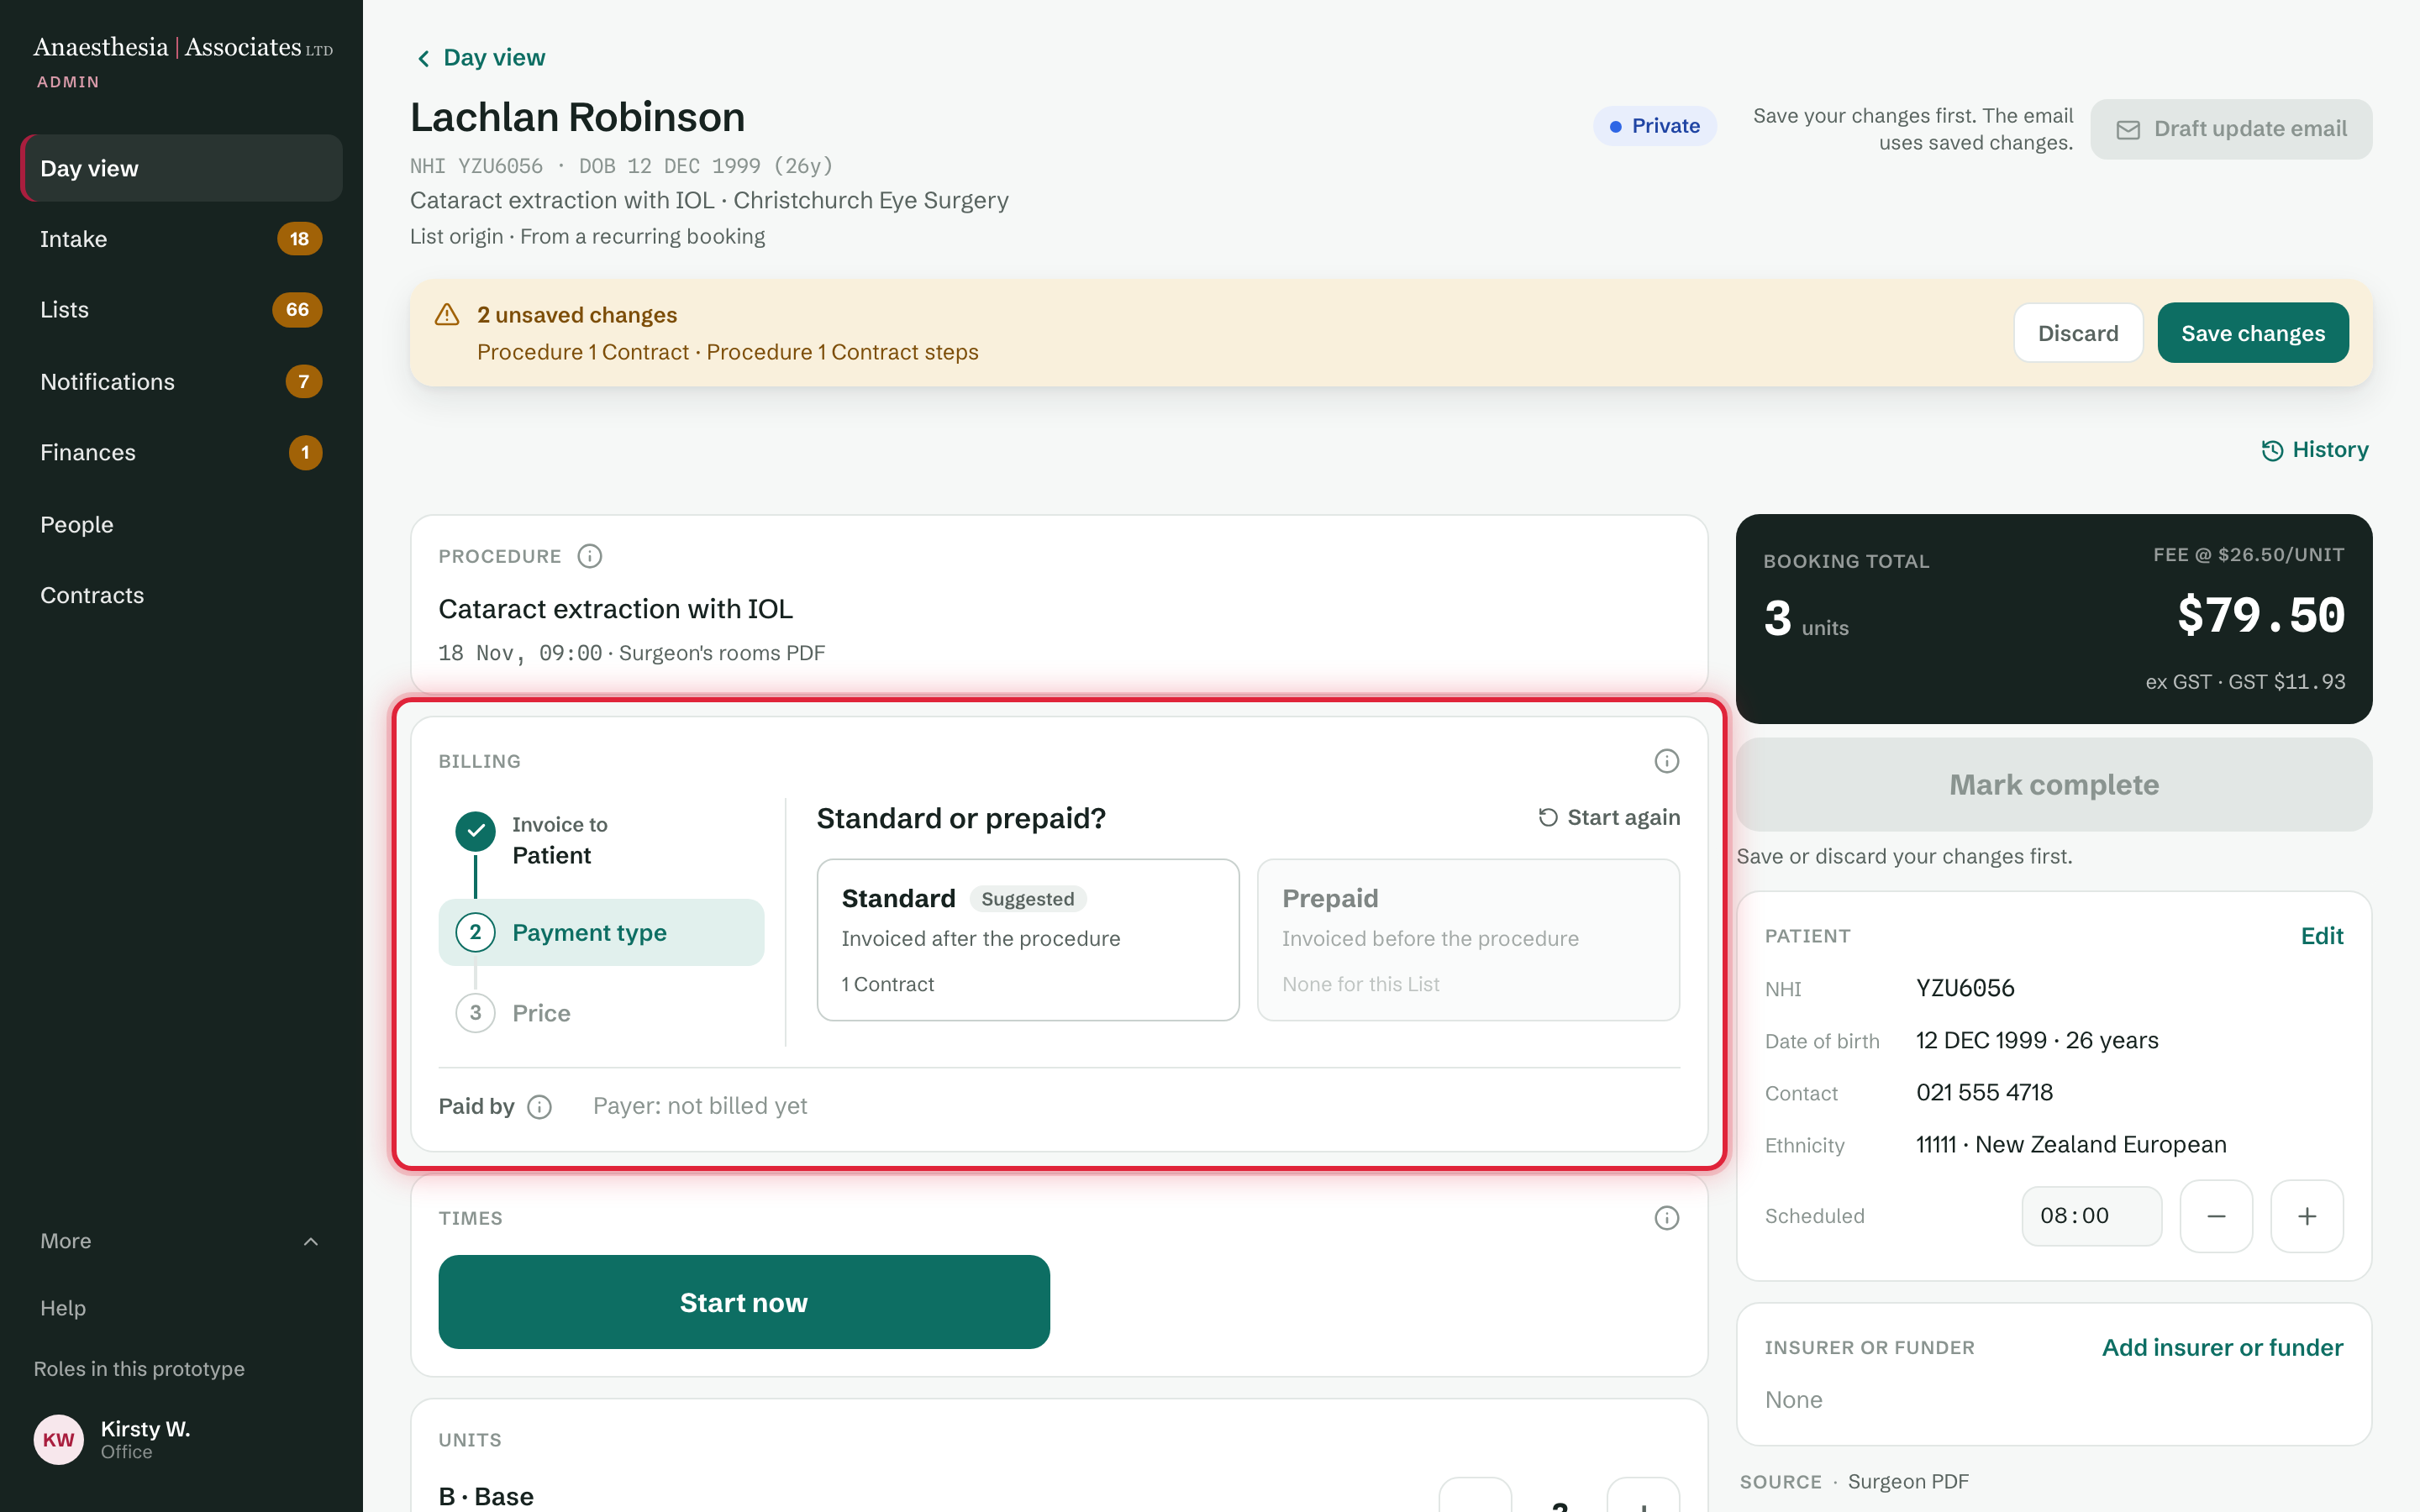 Anaesthesia | Associates LTD
ADMIN
Day view
Intake 18
Lists 66
Notifications 7
Finances 1
People
Contracts
More
Help
Roles in this prototype
KW
Kirsty W.
Office
Day view
Lachlan Robinson
NHI YZU6056 · DOB 12 DEC 1999 (26y)
Cataract extraction with IOL · Christchurch Eye Surgery
List origin · From a recurring booking
Private
Save your changes first. The email
uses saved changes.
Draft update email
2 unsaved changes
Procedure 1 Contract · Procedure 1 Contract steps
Discard
Save changes
History
PROCEDURE
Cataract extraction with IOL
18 Nov, 09:00 · Surgeon's rooms PDF
BILLING
Invoice to
Patient
2 Payment type
3 Price
Standard or prepaid?
Start again
Standard Suggested
Invoiced after the procedure
1 Contract
Prepaid
Invoiced before the procedure
None for this List
Paid by
Payer: not billed yet
TIMES
Start now
UNITS
B · Base
BOOKING TOTAL
3 units
FEE @ $26.50/UNIT
$79.50
ex GST · GST $11.93
Mark complete
Save or discard your changes first.
PATIENT
Edit
NHI YZU6056
Date of birth 12 DEC 1999 · 26 years
Contact 021 555 4718
Ethnicity 11111 · New Zealand European
Scheduled 08:00
INSURER OR FUNDER
Add insurer or funder
None
SOURCE · Surgeon PDF